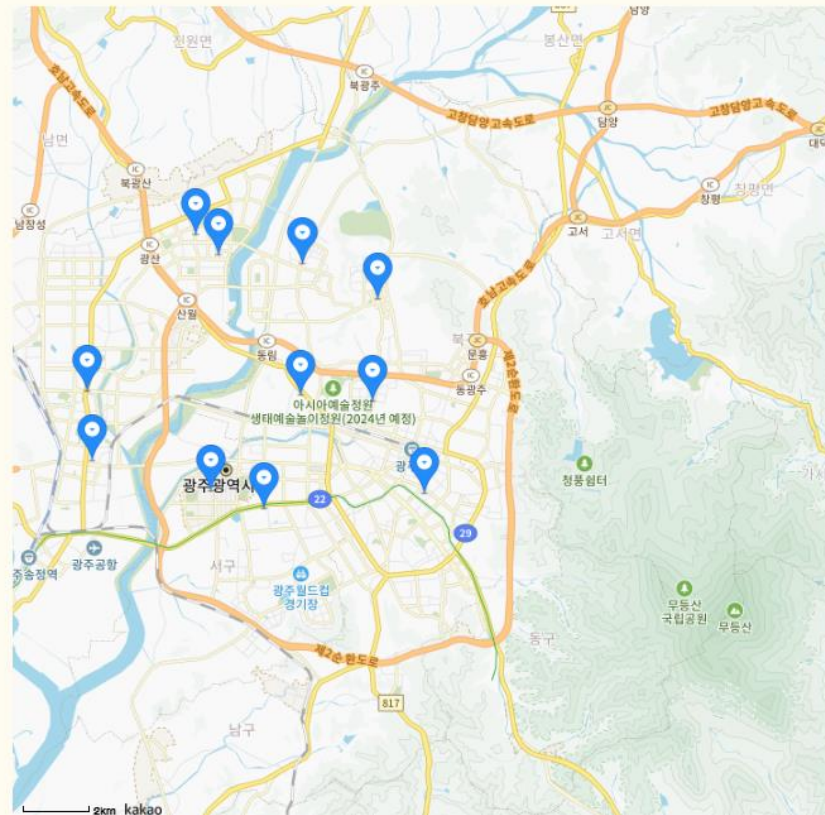 담양
진원면
봉산면
호남고속도로
북광주
고창담양고속도로
담양
고창담양고속도로
대덕
남면
북광산
창평
창평면
남장성
고서
고서면
광산
산월
호남고속도로
북구
동림
문흥
제2순환도로
동광주
아시아예술정원
생태예술놀이정원(2024년 예정)
광주광역시
청풍쉼터
22
29
광주송정역
광주공항
서구
광주월드컵
경기장
무등산
국립공원
무등산
동구
제2순환도로
817
남구
2km kakao